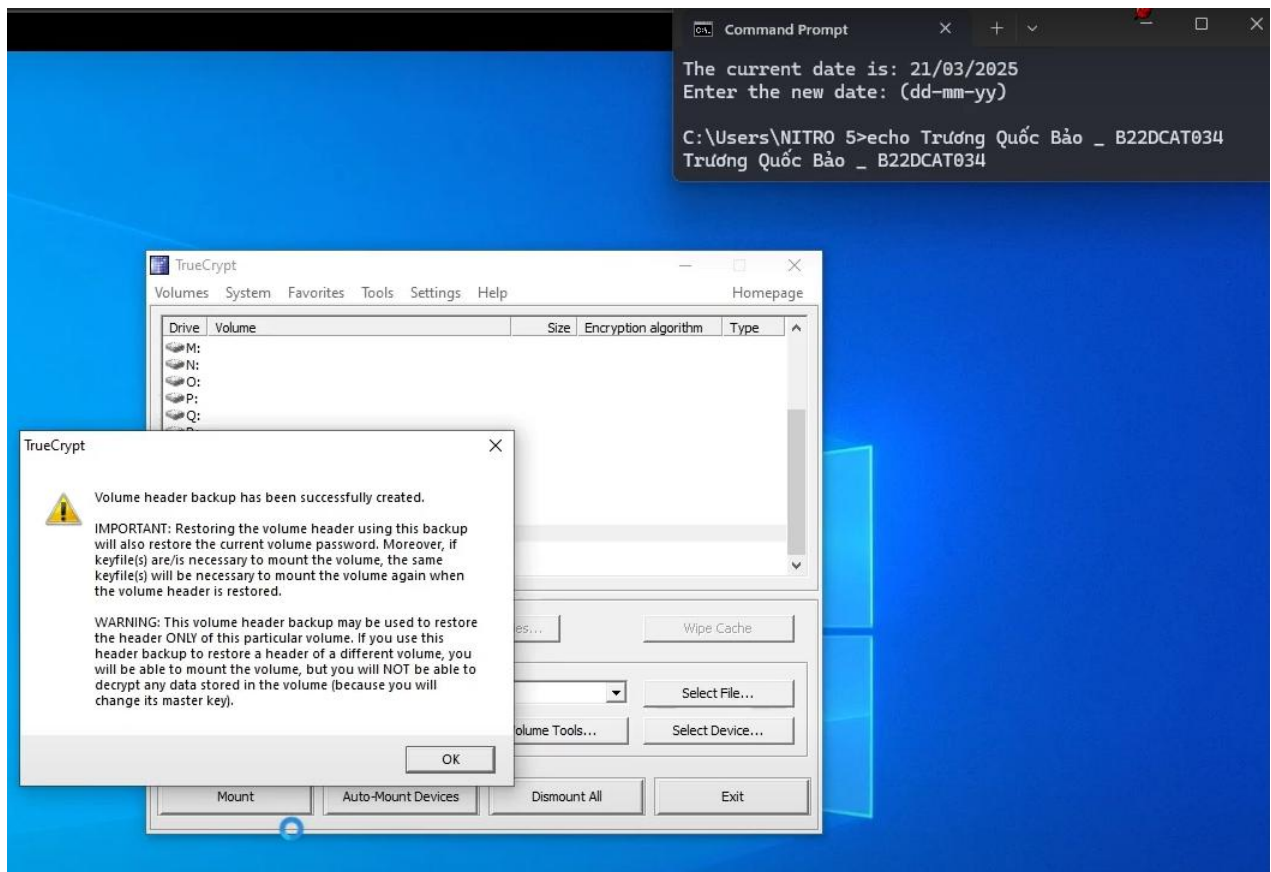 Command Prompt
The current date is: 21/03/2025
Enter the new date: (dd-mm-yy)
C:\Users\NITRO 5>echo Trương Quốc Bảo _ B22DCAT034
Trương Quốc Bảo _ B22DCAT034
TrueCrypt
Volumes System Favorites Tools Settings Help Homepage
Drive Volume Size Encryption algorithm Type
M:
N:
O:
P:
Q:
TrueCrypt
Volume header backup has been successfully created.
IMPORTANT: Restoring the volume header using this backup
will also restore the current volume password. Moreover, if
keyfile(s) are/is necessary to mount the volume, the same
keyfile(s) will be necessary to mount the volume again when
the volume header is restored.
WARNING: This volume header backup may be used to restore
the header ONLY of this particular volume. If you use this
header backup to restore a header of a different volume, you
will be able to mount the volume, but you will NOT be able to
decrypt any data stored in the volume (because you will
change its master key).
OK
es... Wipe Cache
Select File...
olume Tools... Select Device...
Mount Auto-Mount Devices Dismount All Exit